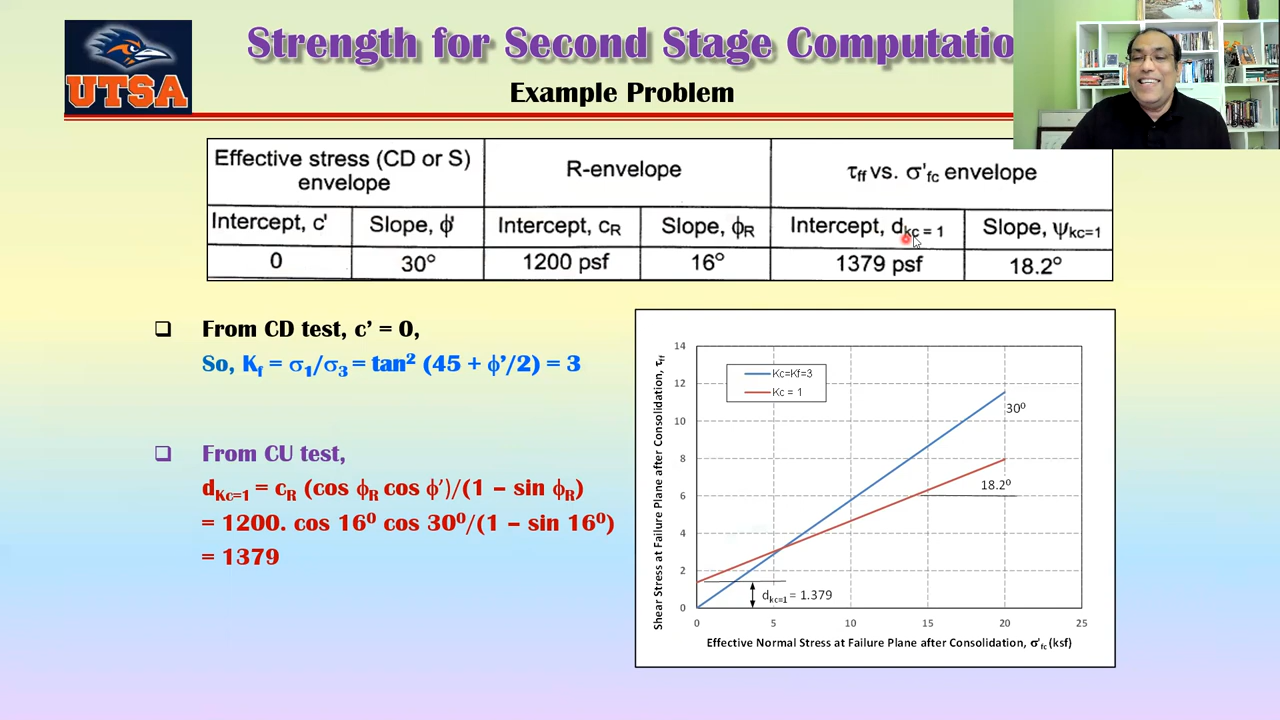 UTSA
Strength for Second Stage Computatio
Example Problem
Effective stress (CD or S) envelope
R-envelope
τff vs. σ'fc envelope
Intercept, c'
Slope, ϕ'
Intercept, cR
Slope, ϕR
Intercept, dkc = 1
Slope, ψkc=1
0
30°
1200 psf
16°
1379 psf
18.2°
❑ From CD test, c’ = 0,
So, Kf = σ1/σ3 = tan² (45 + ϕ’/2) = 3
❑ From CU test,
dKc=1 = cR (cos ϕR cos ϕ’)/(1 – sin ϕR)
= 1200. cos 16⁰ cos 30⁰/(1 – sin 16⁰)
= 1379
Shear Stress at Failure Plane after Consolidation, τff
14
12
10
8
6
4
2
0
Kc=Kf=3
Kc = 1
30⁰
18.2⁰
dkc=1 = 1.379
0 5 10 15 20 25
Effective Normal Stress at Failure Plane after Consolidation, σ'fc (ksf)